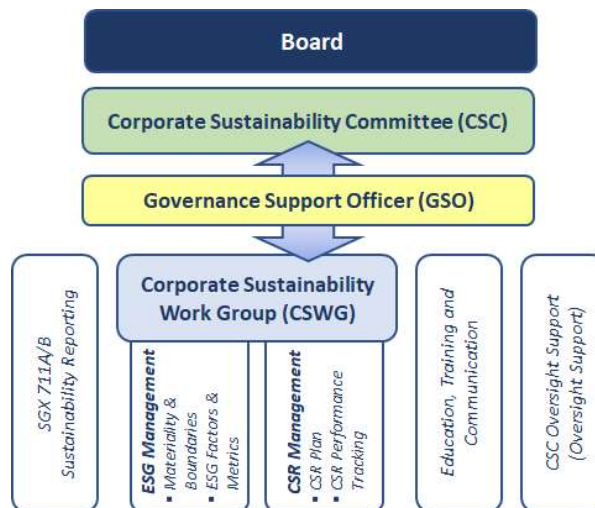 Board
Corporate Sustainability Committee (CSC)
Governance Support Officer (GSO)
SGX 711A/B
Sustainability Reporting
Corporate Sustainability
Work Group (CSWG)
ESG Management
▪ Materiality &
Boundaries
▪ ESG Factors &
Metrics
CSR Management
▪ CSR Plan
▪ CSR Performance
Tracking
Education, Training and
Communication
CSC Oversight Support
(Oversight Support)